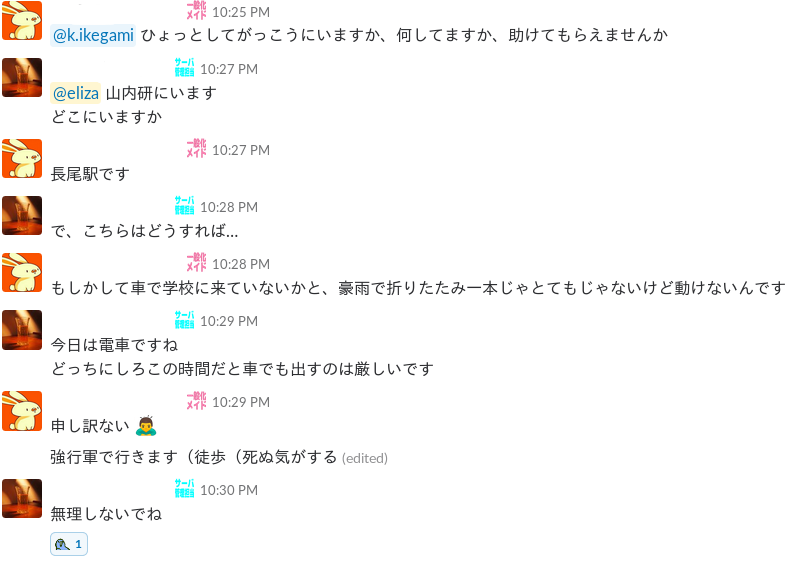 一般化メイド 10:25 PM
@k.ikegami ひょっとしてがっこうにいますか、何してますか、助けてもらえませんか
サーバ管理担当 10:27 PM
@eliza 山内研にいます
どこにいますか
一般化メイド 10:27 PM
長尾駅です
サーバ管理担当 10:28 PM
で、こちらはどうすれば...
一般化メイド 10:28 PM
もしかして車で学校に来ていないかと、豪雨で折りたたみ一本じゃとてもじゃないけど動けないんです
サーバ管理担当 10:29 PM
今日は電車ですね
どっちにしろこの時間だと車でも出すのは厳しいです
一般化メイド 10:29 PM
申し訳ない 🙇‍♂️
強行軍で行きます（徒歩（死ぬ気がする (edited)
サーバ管理担当 10:30 PM
無理しないでね
1